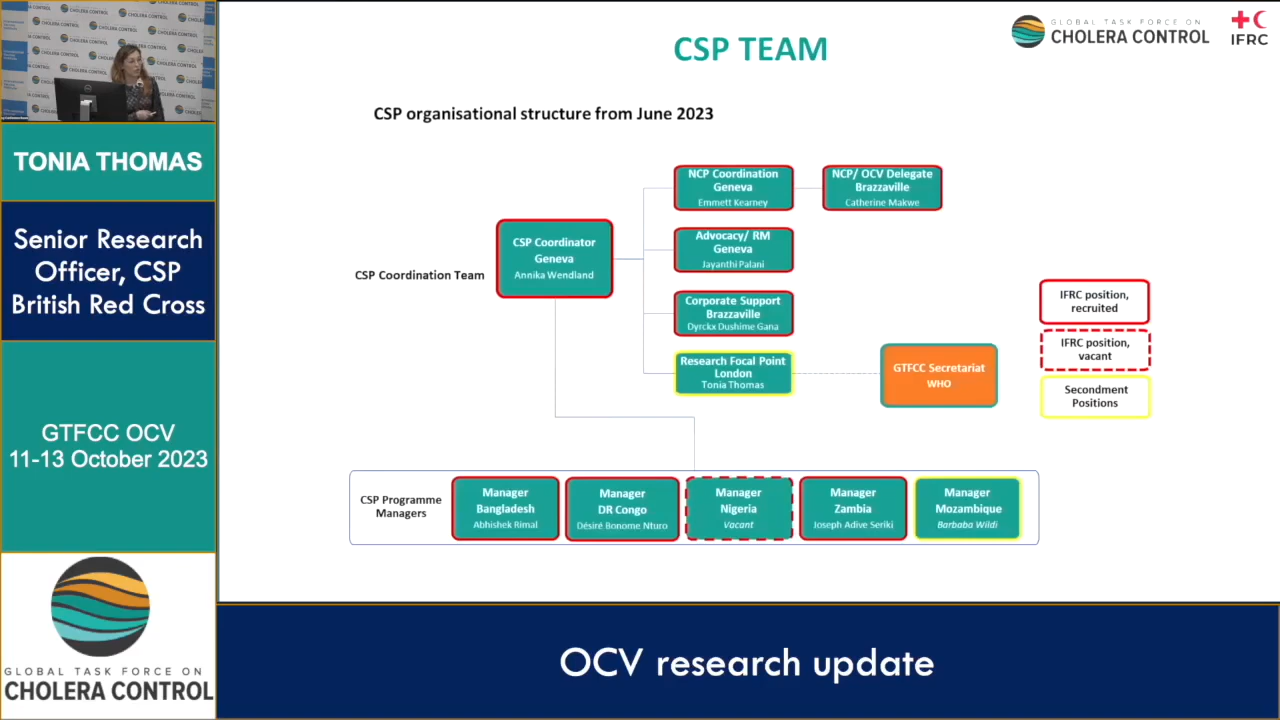 TONIA THOMAS
Senior Research
Officer, CSP
British Red Cross
GTFCC OCV
11-13 October 2023
GLOBAL TASK FORCE ON
CHOLERA CONTROL
CSP TEAM
GLOBAL TASK FORCE ON
CHOLERA CONTROL
IFRC
CSP organisational structure from June 2023
NCP Coordination
Geneva
Emmett Kearney
NCP/ OCV Delegate
Brazzaville
Catherine Makwe
CSP Coordination Team
CSP Coordinator
Geneva
Annika Wendland
Advocacy/ RM
Geneva
Jayanthi Palani
Corporate Support
Brazzaville
Dyrckx Dushime Gana
Research Focal Point
London
Tonia Thomas
GTFCC Secretariat
WHO
IFRC position,
recruited
IFRC position,
vacant
Secondment
Positions
CSP Programme
Managers
Manager
Bangladesh
Abhishek Rimal
Manager
DR Congo
Désiré Bonome Nturo
Manager
Nigeria
Vacant
Manager
Zambia
Joseph Adive Seriki
Manager
Mozambique
Barbaba Wildi
OCV research update